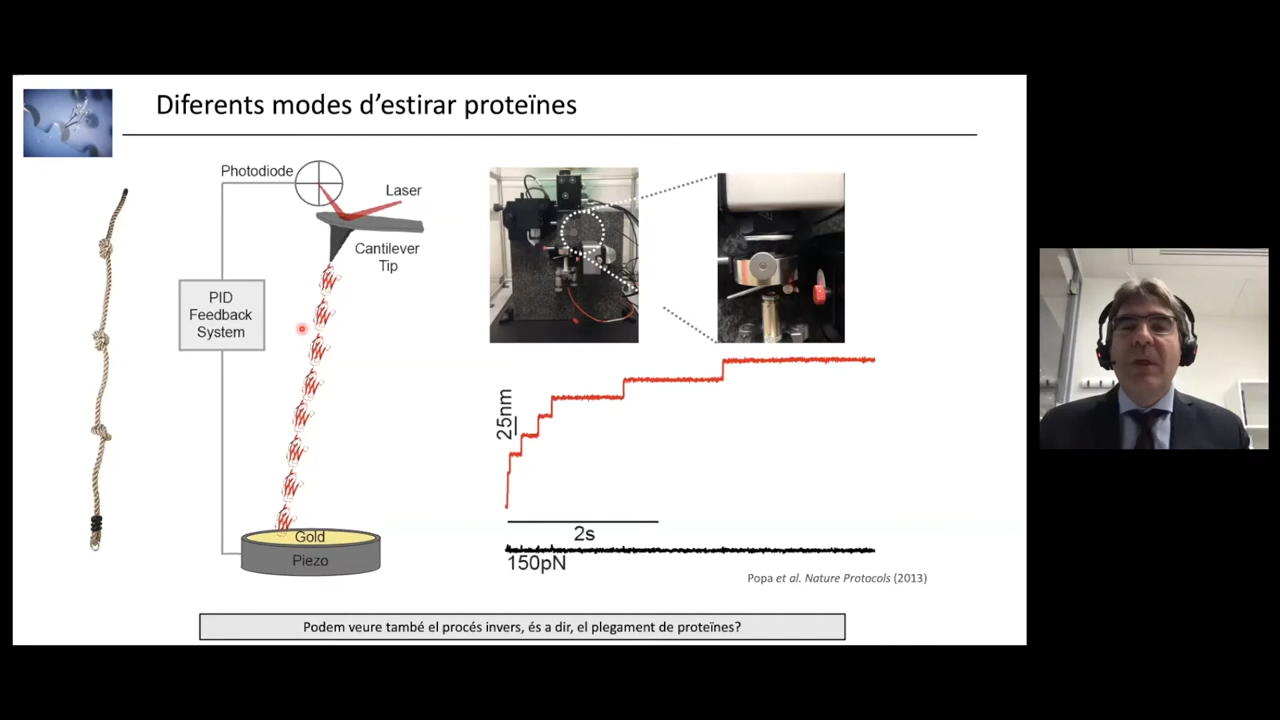 Diferents modes d'estirar proteïnes
Photodiode
Laser
Cantilever
Tip
PID
Feedback
System
Gold
Piezo
25nm
2s
150pN
Popa et al. Nature Protocols (2013)
Podem veure també el procés invers, és a dir, el plegament de proteïnes?